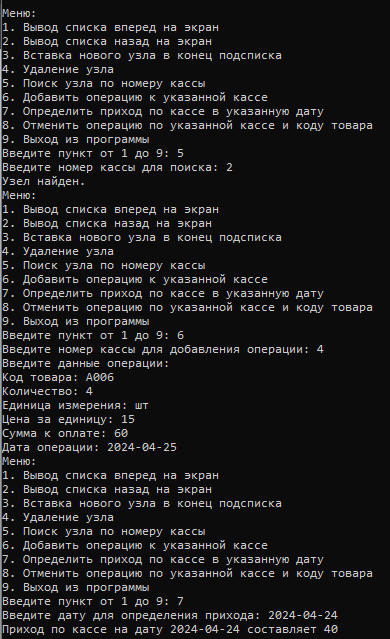 Меню:
1. Вывод списка вперед на экран
2. Вывод списка назад на экран
3. Вставка нового узла в конец подсписка
4. Удаление узла
5. Поиск узла по номеру кассы
6. Добавить операцию к указанной кассе
7. Определить приход по кассе в указанную дату
8. Отменить операцию по указанной кассе и коду товара
9. Выход из программы
Введите пункт от 1 до 9: 5
Введите номер кассы для поиска: 2
Узел найден.
Меню:
1. Вывод списка вперед на экран
2. Вывод списка назад на экран
3. Вставка нового узла в конец подсписка
4. Удаление узла
5. Поиск узла по номеру кассы
6. Добавить операцию к указанной кассе
7. Определить приход по кассе в указанную дату
8. Отменить операцию по указанной кассе и коду товара
9. Выход из программы
Введите пункт от 1 до 9: 6
Введите номер кассы для добавления операции: 4
Введите данные операции:
Код товара: A006
Количество: 4
Единица измерения: шт
Цена за единицу: 15
Сумма к оплате: 60
Дата операции: 2024-04-25
Меню:
1. Вывод списка вперед на экран
2. Вывод списка назад на экран
3. Вставка нового узла в конец подсписка
4. Удаление узла
5. Поиск узла по номеру кассы
6. Добавить операцию к указанной кассе
7. Определить приход по кассе в указанную дату
8. Отменить операцию по указанной кассе и коду товара
9. Выход из программы
Введите пункт от 1 до 9: 7
Введите дату для определения прихода: 2024-04-24
Приход по кассе на дату 2024-04-24 составляет 40